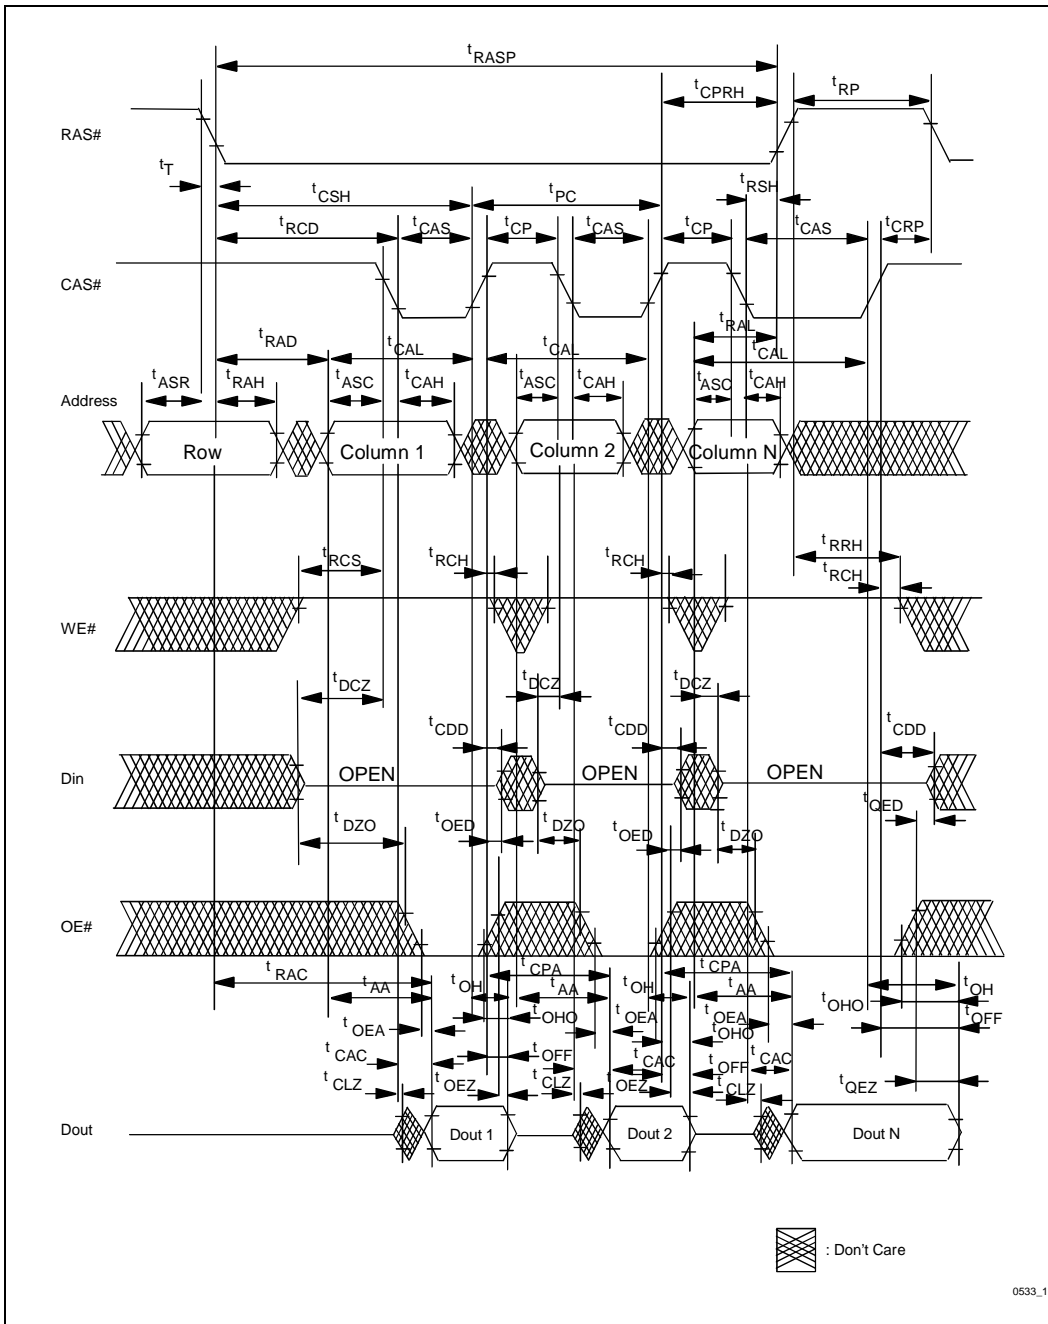 tRASP
tCPRH
tRP
RAS#
tT
tRSH
tCSH
tPC
tRCD
tCAS
tCP
tCAS
tCP
tCAS
tCRP
CAS#
tRAL
tRAD
tCAL
tCAL
tCAL
tASR
tRAH
tASC
tCAH
tASC
tCAH
tASC
tCAH
Address
Row
Column 1
Column 2
Column N
tRCS
tRCH
tRCH
tRRH
tRCH
WE#
tDCZ
tDCZ
tDCZ
tCDD
tCDD
tCDD
Din
OPEN
OPEN
OPEN
tQED
tDZO
tOED
tDZO
tOED
tDZO
OE#
tRAC
tCPA
tCPA
tAA
tOH
tAA
tOH
tAA
tOH
tOHO
tOEA
tOHO
tOEA
tOHO
tOEA
tOFF
tCAC
tOFF
tCAC
tOFF
tCAC
tCLZ
tOEZ
tCLZ
tOEZ
tCLZ
tQEZ
Dout
Dout 1
Dout 2
Dout N
: Don't Care
0533_1